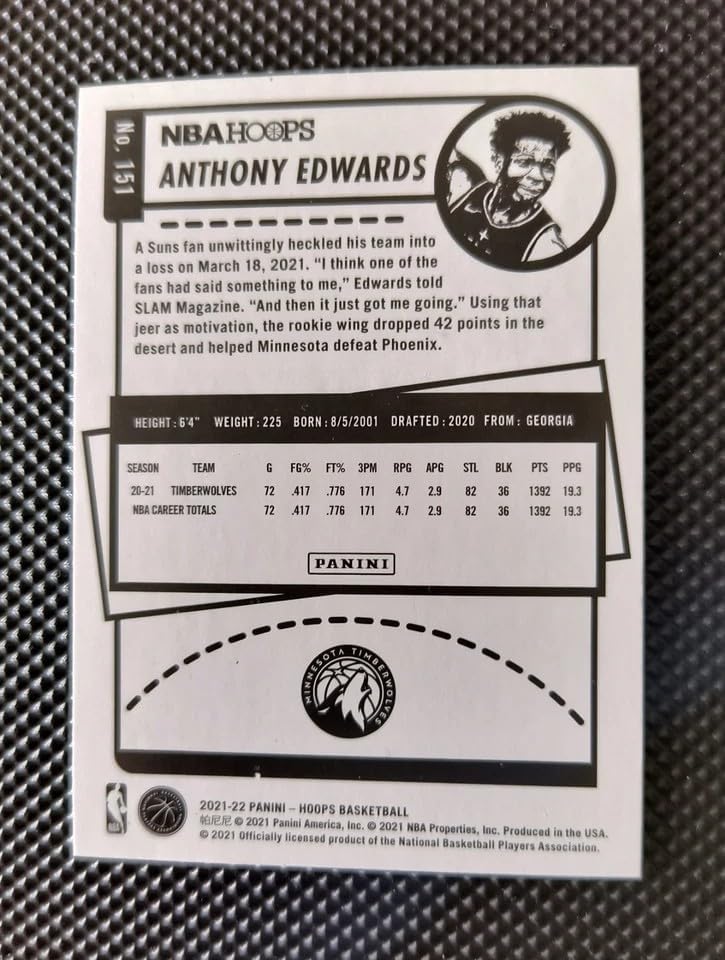 No. 151
NBA HOOPS
ANTHONY EDWARDS
A Suns fan unwittingly heckled his team into
a loss on March 18, 2021. “I think one of the
fans had said something to me,” Edwards told
SLAM Magazine. “And then it just got me going.” Using that
jeer as motivation, the rookie wing dropped 42 points in the
desert and helped Minnesota defeat Phoenix.
HEIGHT: 6'4" WEIGHT: 225 BORN: 8/5/2001 DRAFTED: 2020 FROM: GEORGIA
SEASON TEAM G FG% FT% 3PM RPG APG STL BLK PTS PPG
20-21 TIMBERWOLVES 72 .417 .776 171 4.7 2.9 82 36 1392 19.3
NBA CAREER TOTALS 72 .417 .776 171 4.7 2.9 82 36 1392 19.3
PANINI
MINNESOTA TIMBERWOLVES
NBA
2021-22 PANINI – HOOPS BASKETBALL
帕尼尼 © 2021 Panini America, Inc. © 2021 NBA Properties, Inc. Produced in the USA.
© 2021 Officially licensed product of the National Basketball Players Association.